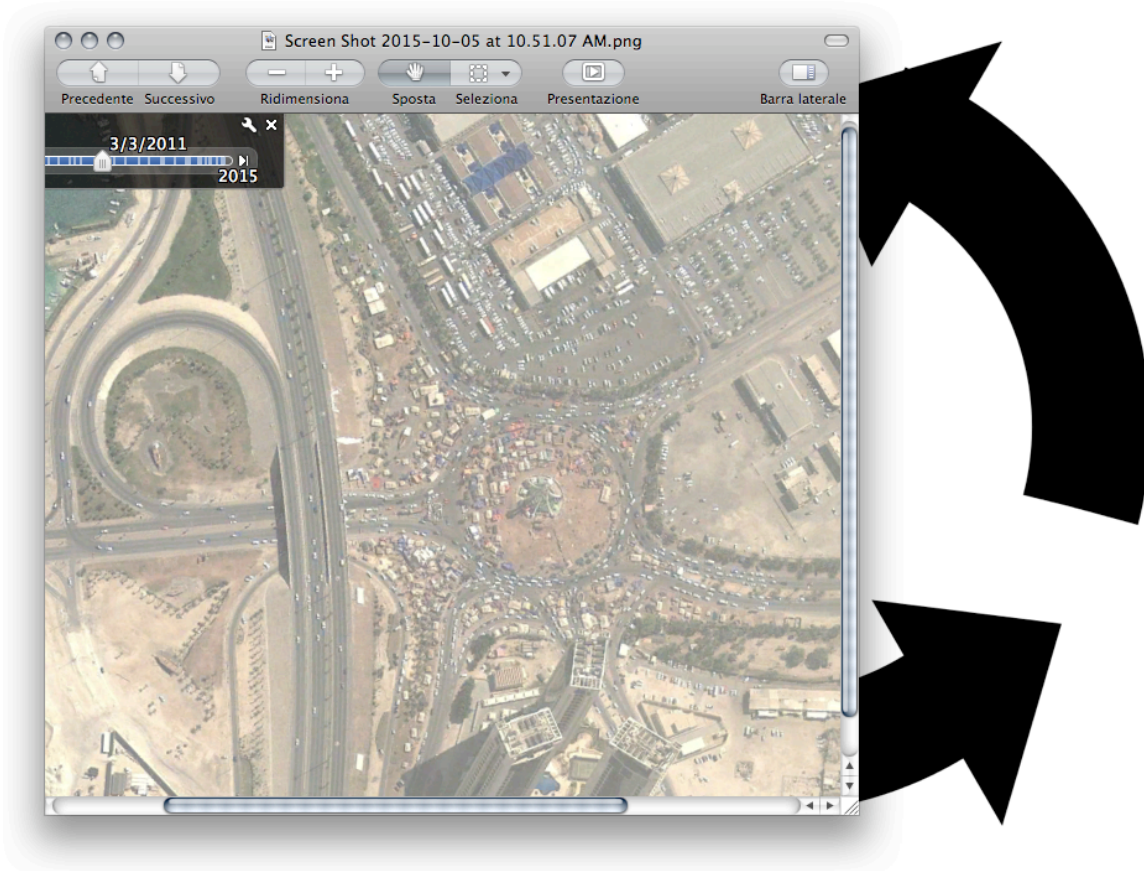 Screen Shot 2015-10-05 at 10.51.07 AM.png
Precedente Successivo Ridimensiona Sposta Seleziona Presentazione Barra laterale
3/3/2011
2015